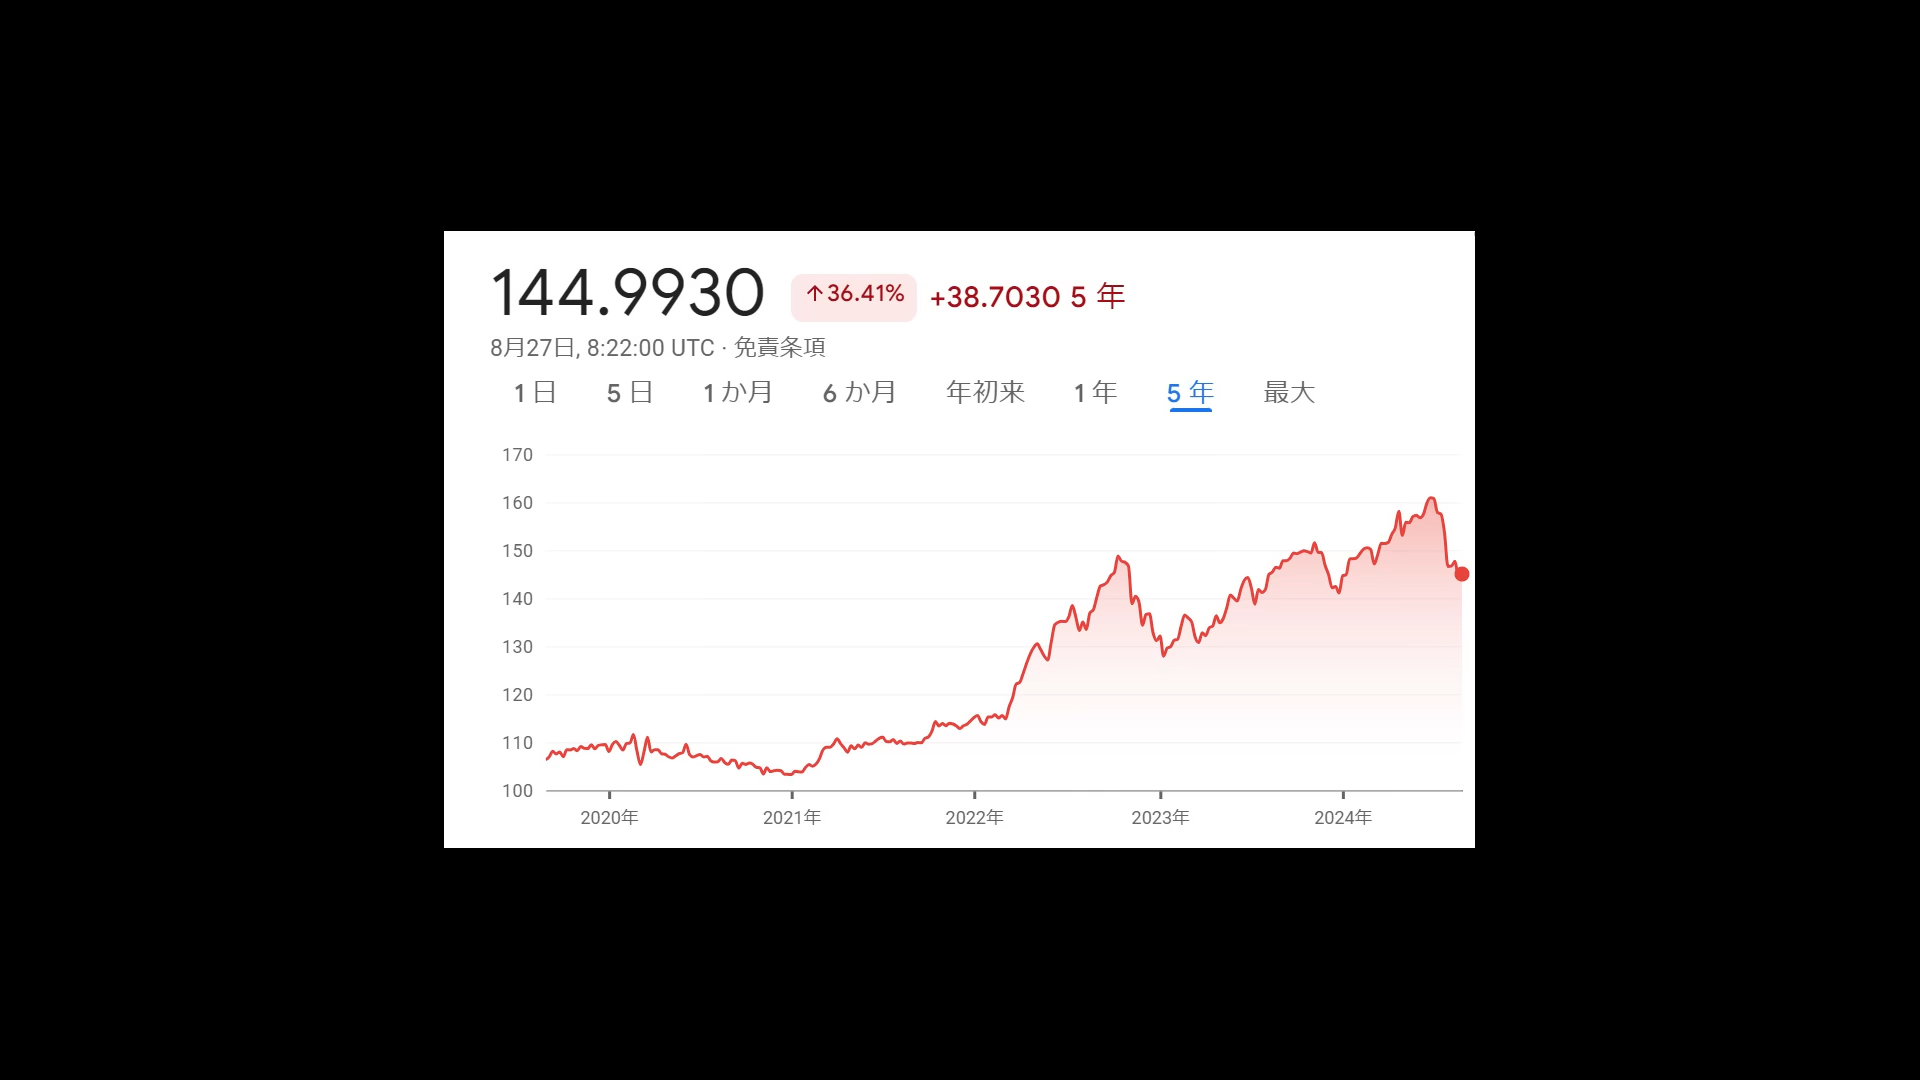 144.9930 ↑36.41% +38.7030 5 年
8月27日, 8:22:00 UTC · 免責条項
1 日 5 日 1 か月 6 か月 年初来 1 年 5 年 最大
170
160
150
140
130
120
110
100
2020年 2021年 2022年 2023年 2024年